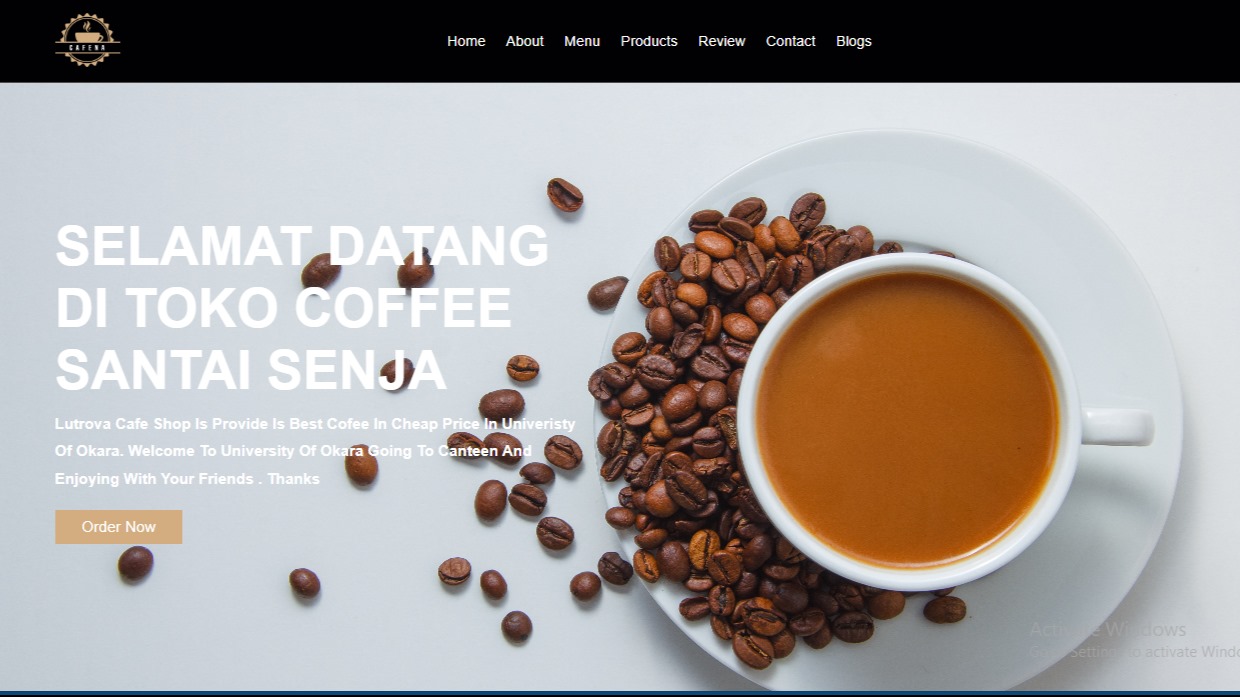 CAFENA
Home About Menu Products Review Contact Blogs
SELAMAT DATANG
DI TOKO COFFEE
SANTAI SENJA
Lutrova Cafe Shop Is Provide Is Best Cofee In Cheap Price In Univeristy
Of Okara. Welcome To University Of Okara Going To Canteen And
Enjoying With Your Friends . Thanks
Order Now
Activate Windows
Go to Settings to activate Windo